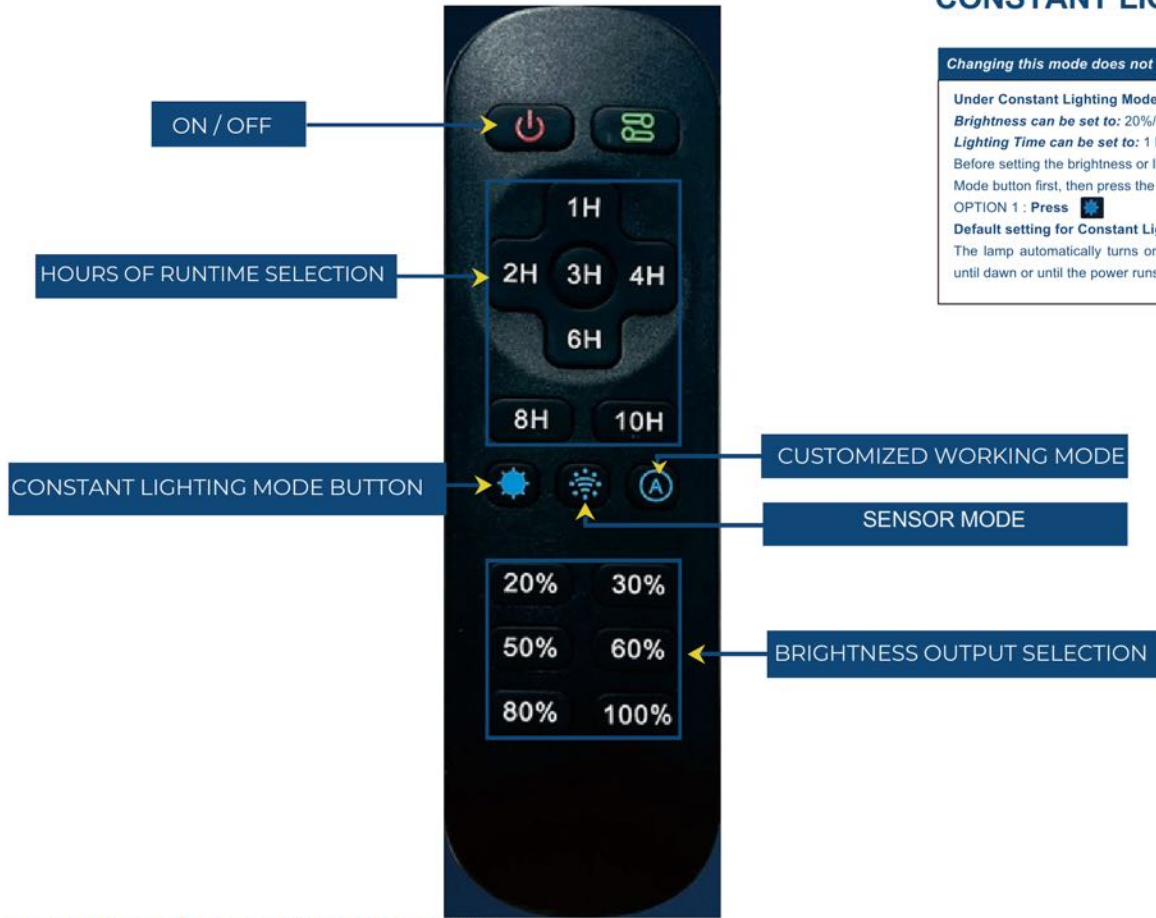 CONSTANT
ON / OFF
HOURS OF RUNTIME SELECTION
CONSTANT LIGHTING MODE BUTTON
1H
2H 3H 4H
6H
8H 10H
A
20% 30%
50% 60%
80% 100%
CUSTOMIZED WORKING MODE
SENSOR MODE
BRIGHTNESS OUTPUT SELECTION
Changing this mode does not
Under Constant Lighting Mode
Brightness can be set to: 20%/
Lighting Time can be set to: 1
Before setting the brightness or
Mode button first, then press the
OPTION 1 : Press
Default setting for Constant
The lamp automatically turns
until dawn or until the power runs